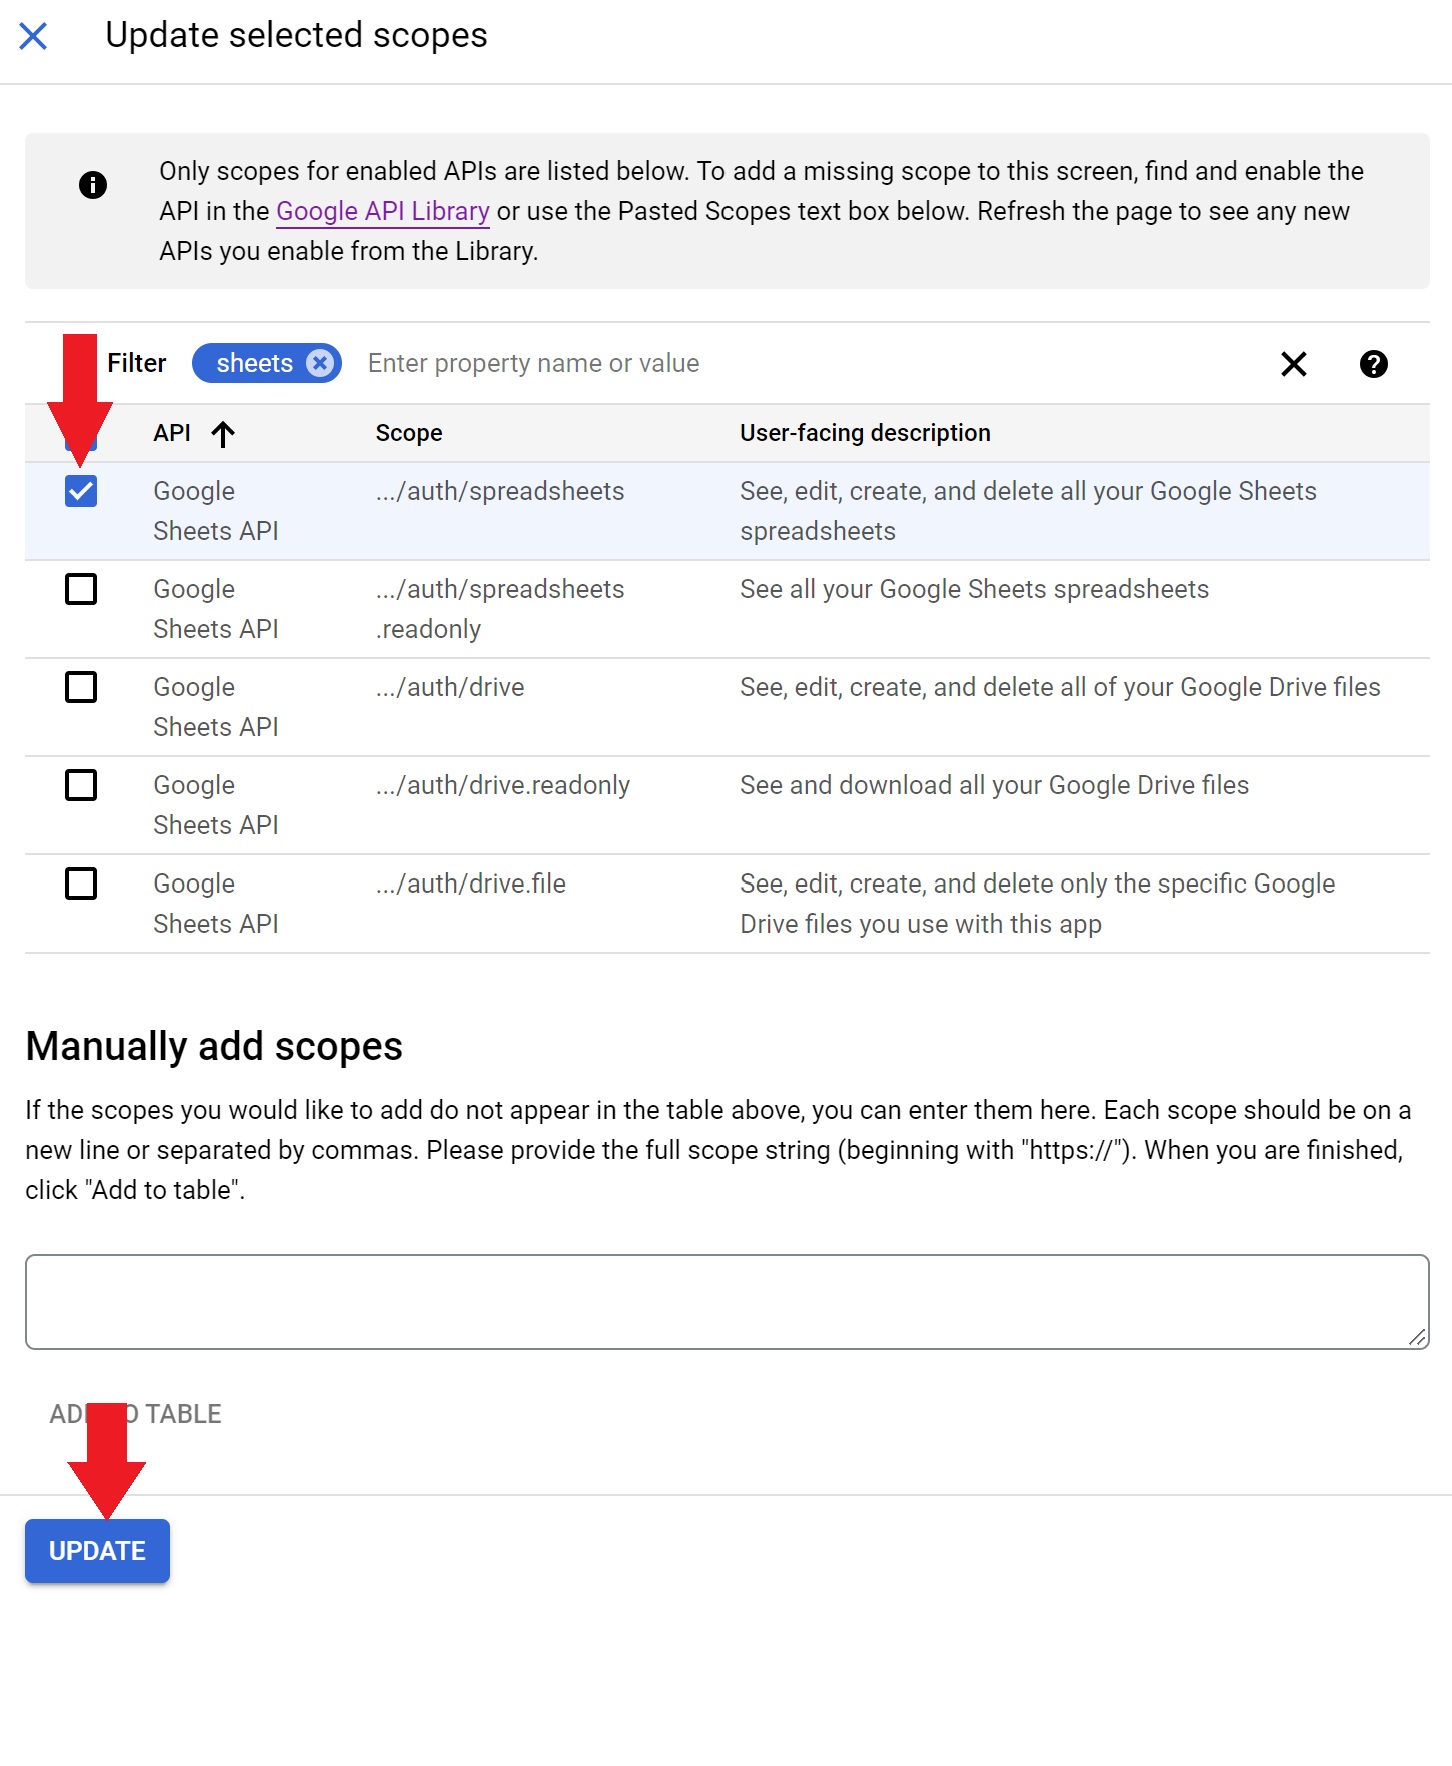 Update selected scopes
Only scopes for enabled APIs are listed below. To add a missing scope to this screen, find and enable the
API in the Google API Library or use the Pasted Scopes text box below. Refresh the page to see any new
APIs you enable from the Library.
Filter sheets Enter property name or value
API Scope User-facing description
Google .../auth/spreadsheets See, edit, create, and delete all your Google Sheets
Sheets API spreadsheets
Google .../auth/spreadsheets See all your Google Sheets spreadsheets
Sheets API .readonly
Google .../auth/drive See, edit, create, and delete all of your Google Drive files
Sheets API
Google .../auth/drive.readonly See and download all your Google Drive files
Sheets API
Google .../auth/drive.file See, edit, create, and delete only the specific Google
Sheets API Drive files you use with this app
Manually add scopes
If the scopes you would like to add do not appear in the table above, you can enter them here. Each scope should be on a
new line or separated by commas. Please provide the full scope string (beginning with "https://"). When you are finished,
click "Add to table".
TABLE
UPDATE